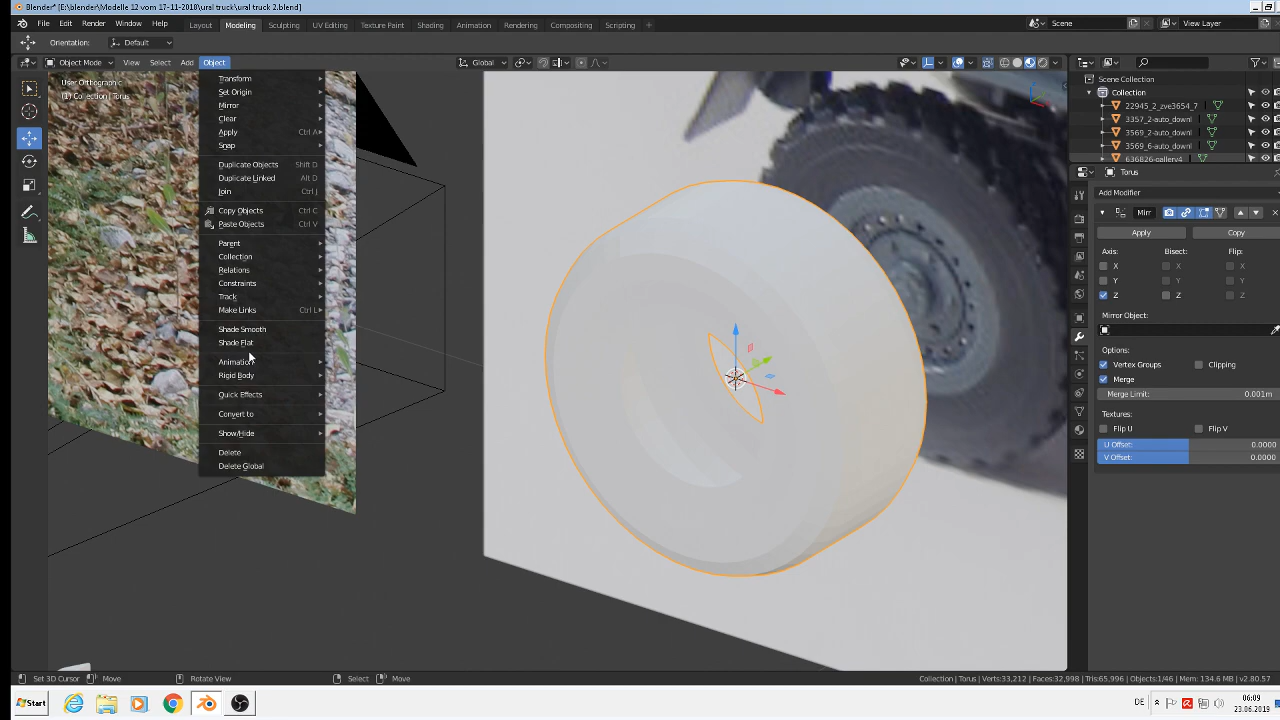 Blender* [E:\blender\Modelle 12 vom 17-11-2018\ural truck\ural truck 2.blend]
File Edit Render Window Help Layout Modeling Sculpting UV Editing Texture Paint Shading Animation Rendering Compositing Scripting Scene View Layer
Orientation: Default
Object Mode View Select Add Object Global
User Orthographic
(1) Collection | Torus
Transform
Set Origin
Mirror
Clear
Apply Ctrl A
Snap
Duplicate Objects Shift D
Duplicate Linked Alt D
Join Ctrl J
Copy Objects Ctrl C
Paste Objects Ctrl V
Parent
Collection
Relations
Constraints
Track
Make Links Ctrl L
Shade Smooth
Shade Flat
Animation
Rigid Body
Quick Effects
Convert to
Show/Hide
Delete
Delete Global
Scene Collection
Collection
22945_2_zve3654_7
3357_2-auto_downl
3569_2-auto_downl
3569_6-auto_downl
636826-gallery4
Torus
Add Modifier
Mirr
Apply Copy
Axis: Bisect: Flip:
X X X
Y Y Y
Z Z Z
Mirror Object:
Options:
Vertex Groups Clipping
Merge
Merge Limit: 0.001m
Textures:
Flip U Flip V
U Offset: 0.0000
V Offset: 0.0000
Set 3D Cursor Move Rotate View Select Move Collection | Torus | Verts:33,212 | Faces:32,998 | Tris:65,996 | Objects:1/46 | Mem: 134.6 MB | v2.80.57
Start DE 06:09
23.06.2019